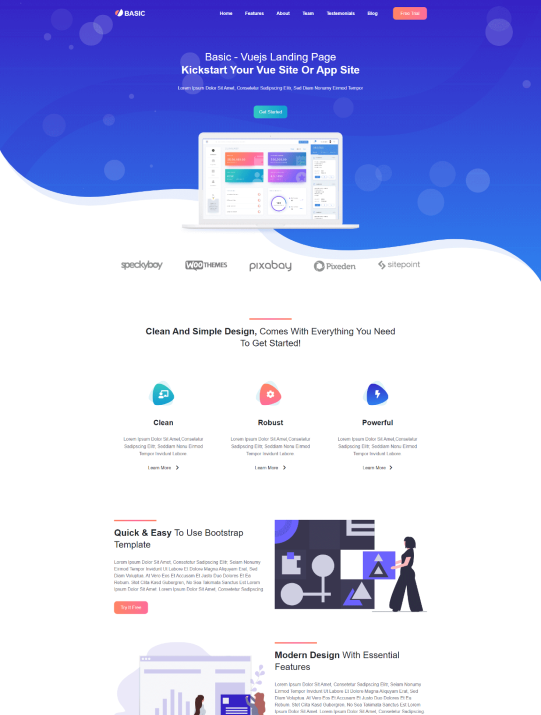 BASIC
Home Features About Team Testemonials Blog Free Trial
Basic - Vuejs Landing Page
Kickstart Your Vue Site Or App Site
Lorem Ipsum Dolor Sit Amet, Consetetur Sadipscing Elitr, Sed Diam Nonumy Eirmod Tempor
Get Started
speckyboy WOO THEMES pixabay Pixeden. sitepoint
Clean And Simple Design, Comes With Everything You Need
To Get Started!
Clean Robust Powerful
Lorem Ipsum Dolor Sit Amet,Consetetur Lorem Ipsum Dolor Sit Amet,Consetetur Lorem Ipsum Dolor Sit Amet,Consetetur
Sadipscing Elitr, Seddiam Nonu Eirmod Sadipscing Elitr, Seddiam Nonu Eirmod Sadipscing Elitr, Seddiam Nonu Eirmod
Tempor Invidunt Labore. Tempor Invidunt Labore. Tempor Invidunt Labore.
Learn More Learn More Learn More
Quick & Easy To Use Bootstrap
Template
Lorem Ipsum Dolor Sit Amet, Consetetur Sadipscing Elitr, Seiam Nonumy
Eirmod Tempor Invidunt Ut Labore Et Dolore Magna Aliquyam Erat, Sed
Diam Voluptua. At Vero Eos Et Accusam Et Justo Duo Dolores Et Ea
Rebum. Stet Clita Kasd Gubergren, No Sea Takimata Sanctus Est Lorem
Ipsum Dolor Sit Amet. Lorem Ipsum Dolor Sit Amet, Consetetur Sadipscing
Try It Free
Modern Design With Essential
Features
Lorem Ipsum Dolor Sit Amet, Consetetur Sadipscing Elitr, Seiam Nonumy
Eirmod Tempor Invidunt Ut Labore Et Dolore Magna Aliquyam Erat, Sed
Diam Voluptua. At Vero Eos Et Accusam Et Justo Duo Dolores Et Ea
Rebum. Stet Clita Kasd Gubergren, No Sea Takimata Sanctus Est Lorem
Ipsum Dolor Sit Amet. Lorem Ipsum Dolor Sit Amet, Consetetur Sadipscing